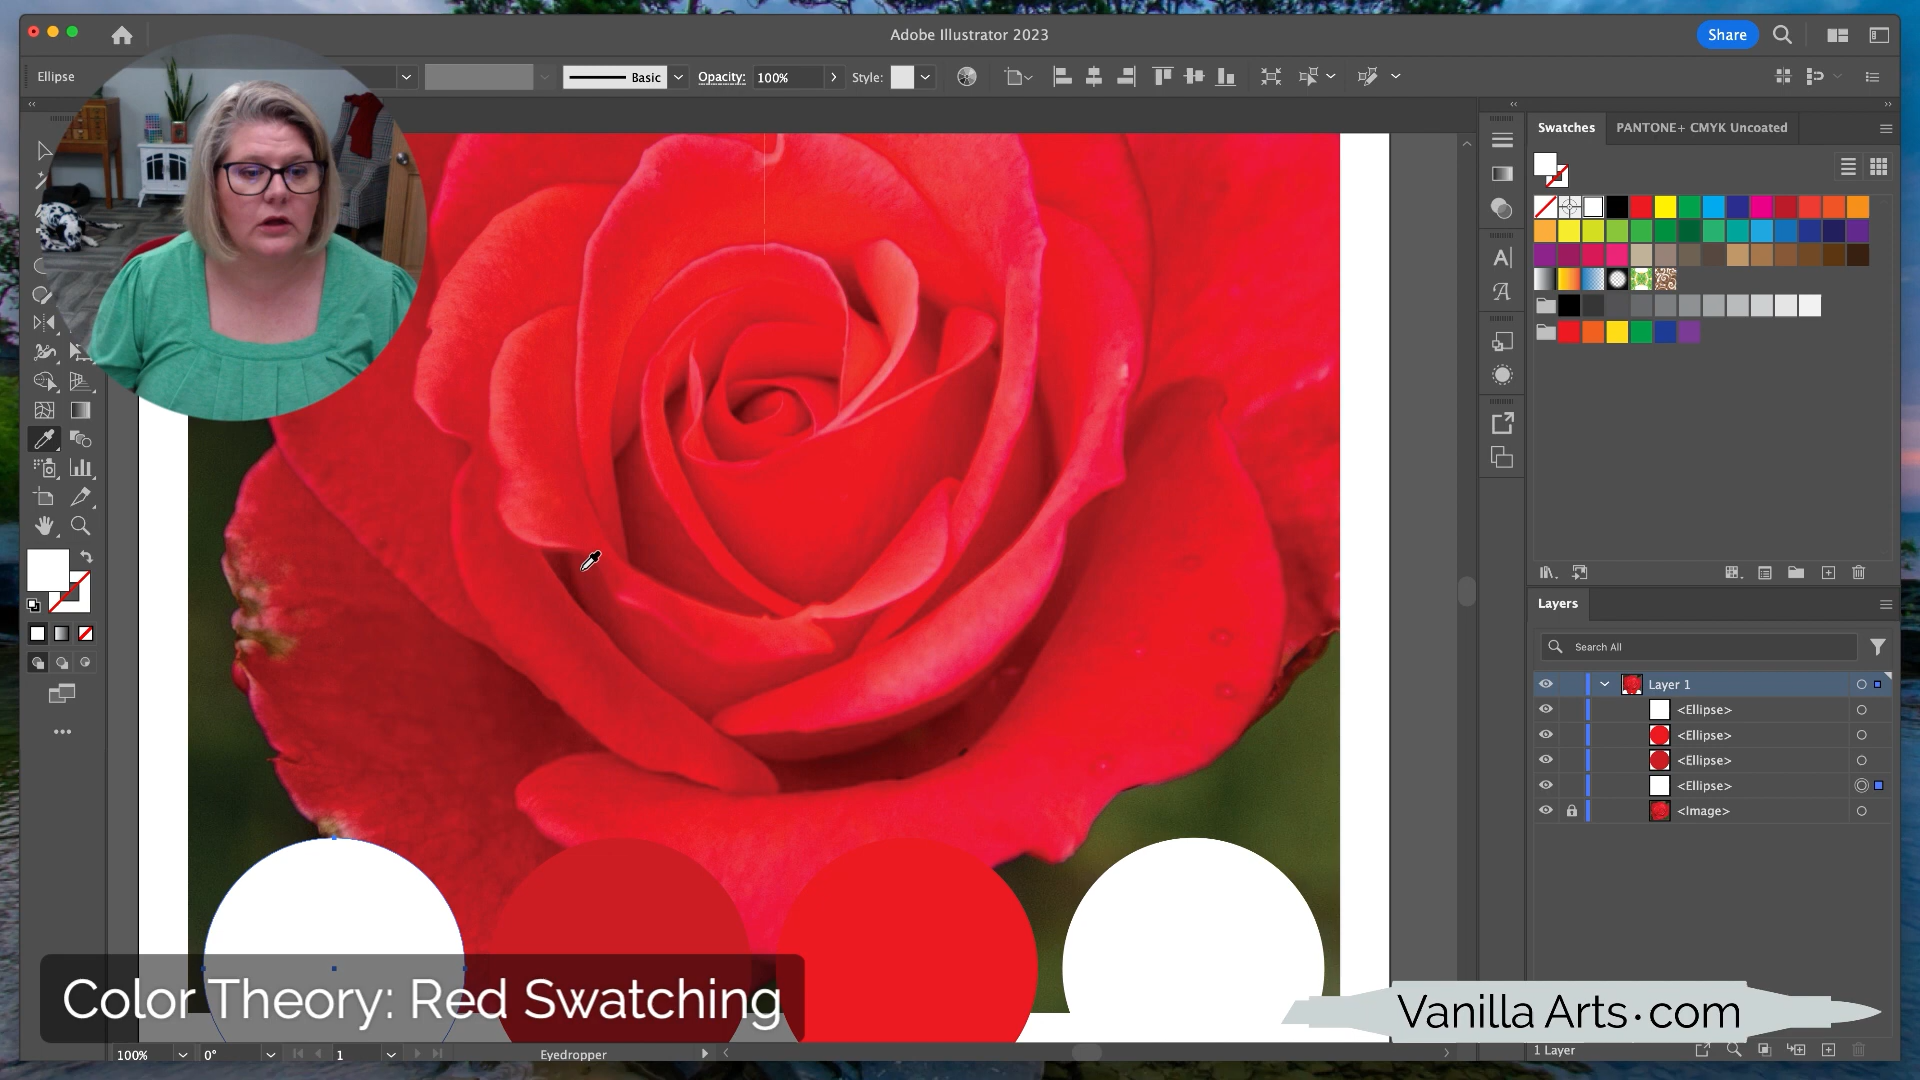 Adobe Illustrator 2023
Share
Ellipse
Basic
Opacity:
100%
Style:
Swatches
PANTONE+ CMYK Uncoated
Layers
Search All
Layer 1
<Ellipse>
<Ellipse>
<Ellipse>
<Ellipse>
<Image>
Color Theory: Red Swatching
Vanilla Arts.com
100%
0°
1
Eyedropper
1 Layer